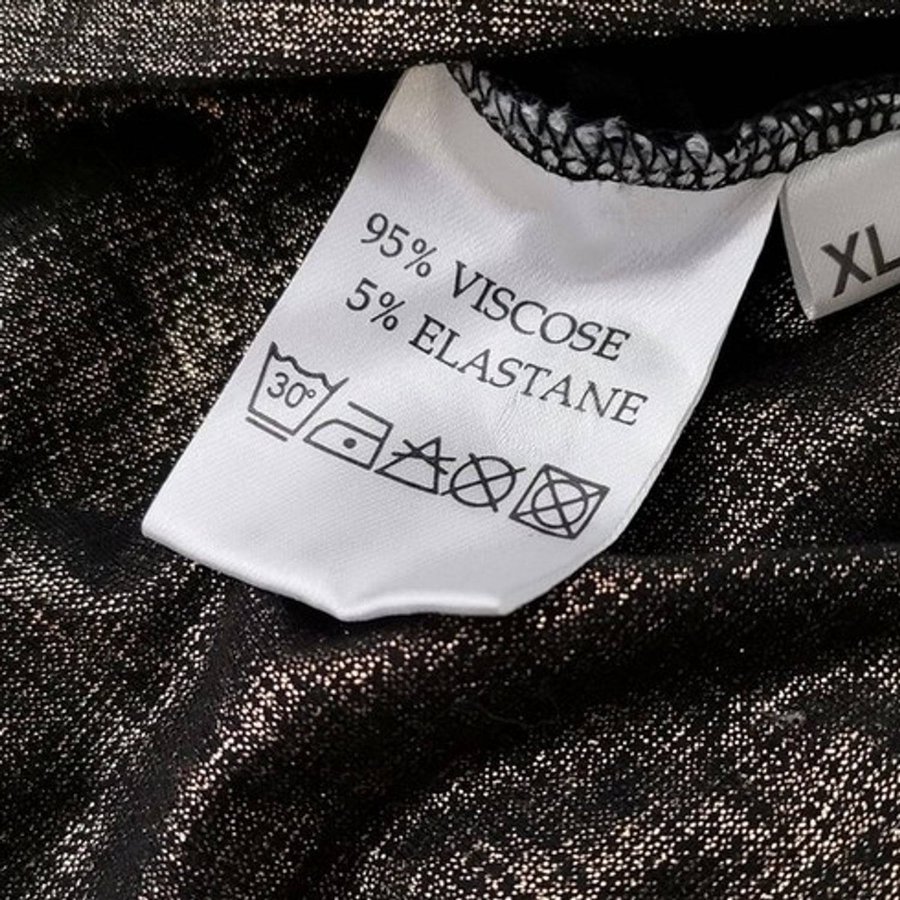 95% VISCOSE
5% ELASTANE
30°
XL